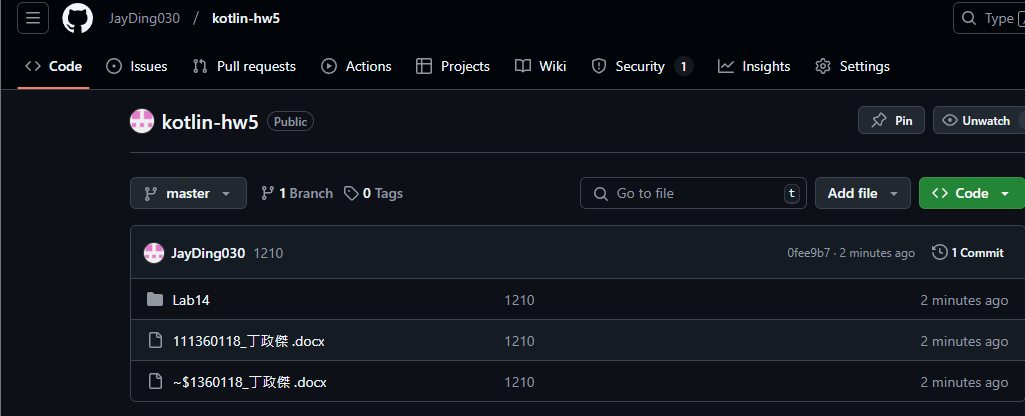 JayDing030 / kotlin-hw5 Type
Code Issues Pull requests Actions Projects Wiki Security 1 Insights Settings
kotlin-hw5 Public Pin Unwatch
master 1 Branch 0 Tags Go to file t Add file Code
JayDing030 1210 0fee9b7 · 2 minutes ago 1 Commit
Lab14 1210 2 minutes ago
111360118_丁政傑 .docx 1210 2 minutes ago
~$1360118_丁政傑 .docx 1210 2 minutes ago